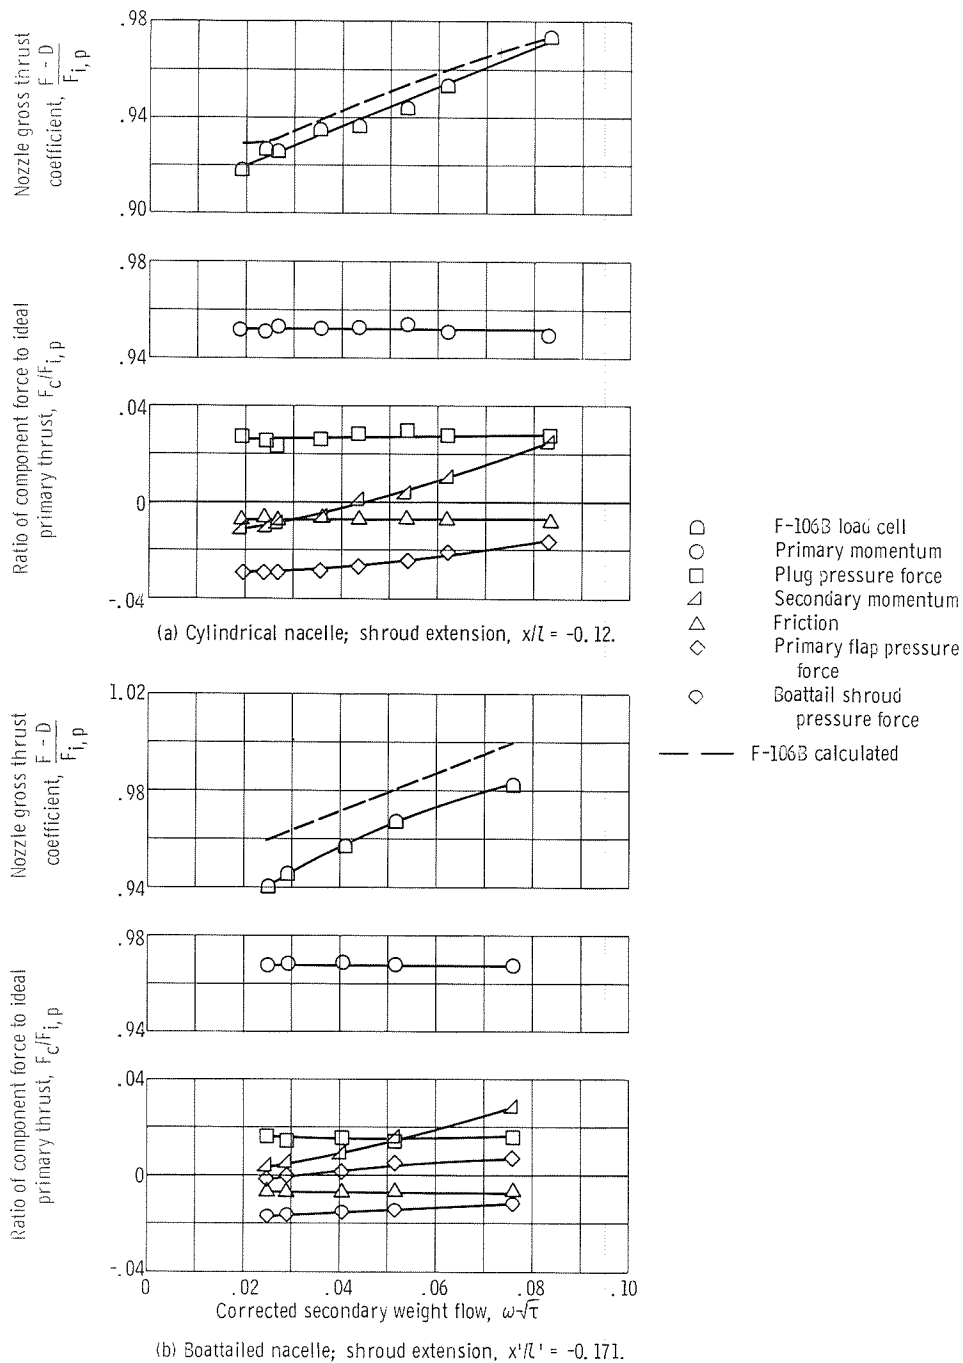 Nozzle gross thrust
coefficient, F - D / F_i,p
.98
.94
.90
Ratio of component force to ideal
primary thrust, F_c/F_i,p
.98
.94
.04
0
-.04
(a) Cylindrical nacelle; shroud extension, x/l = -0.12.
F-106B load cell
Primary momentum
Plug pressure force
Secondary momentum
Friction
Primary flap pressure
force
Boattail shroud
pressure force
F-106B calculated
Nozzle gross thrust
coefficient, F - D / F_i,p
1.02
.98
.94
Ratio of component force to ideal
primary thrust, F_c/F_i,p
.98
.94
.04
0
-.04
0 .02 .04 .06 .08 .10
Corrected secondary weight flow, ω√τ
(b) Boattailed nacelle; shroud extension, x'/l' = -0.171.